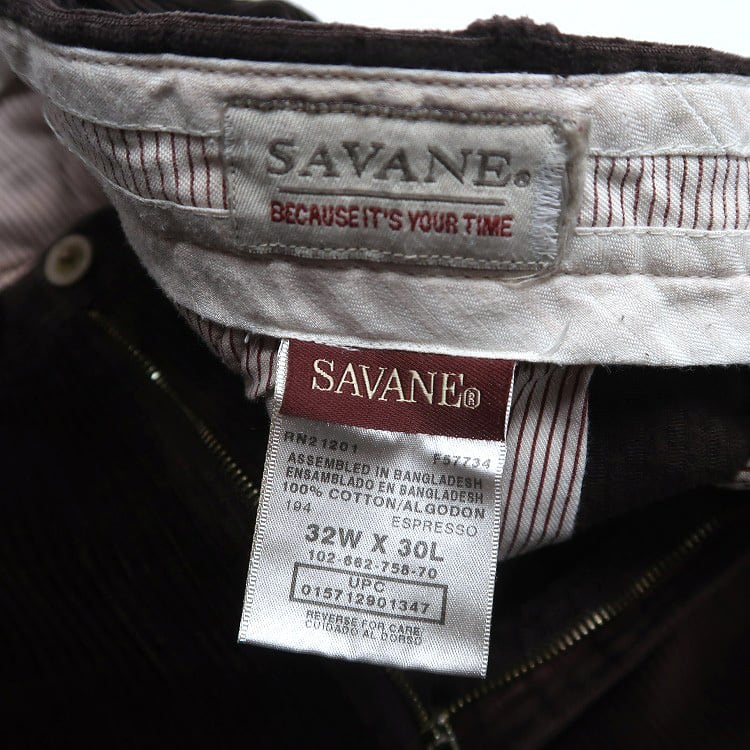 SAVANE®
BECAUSE IT'S YOUR TIME
SAVANE®
RN21201 F57734
ASSEMBLED IN BANGLADESH
ENSAMBLADO EN BANGLADESH
100% COTTON/ALGODON
194 ESPRESSO
32W X 30L
102-662-758-70
UPC
015712901347
REVERSE FOR CARE
CUIDADO AL DORSO